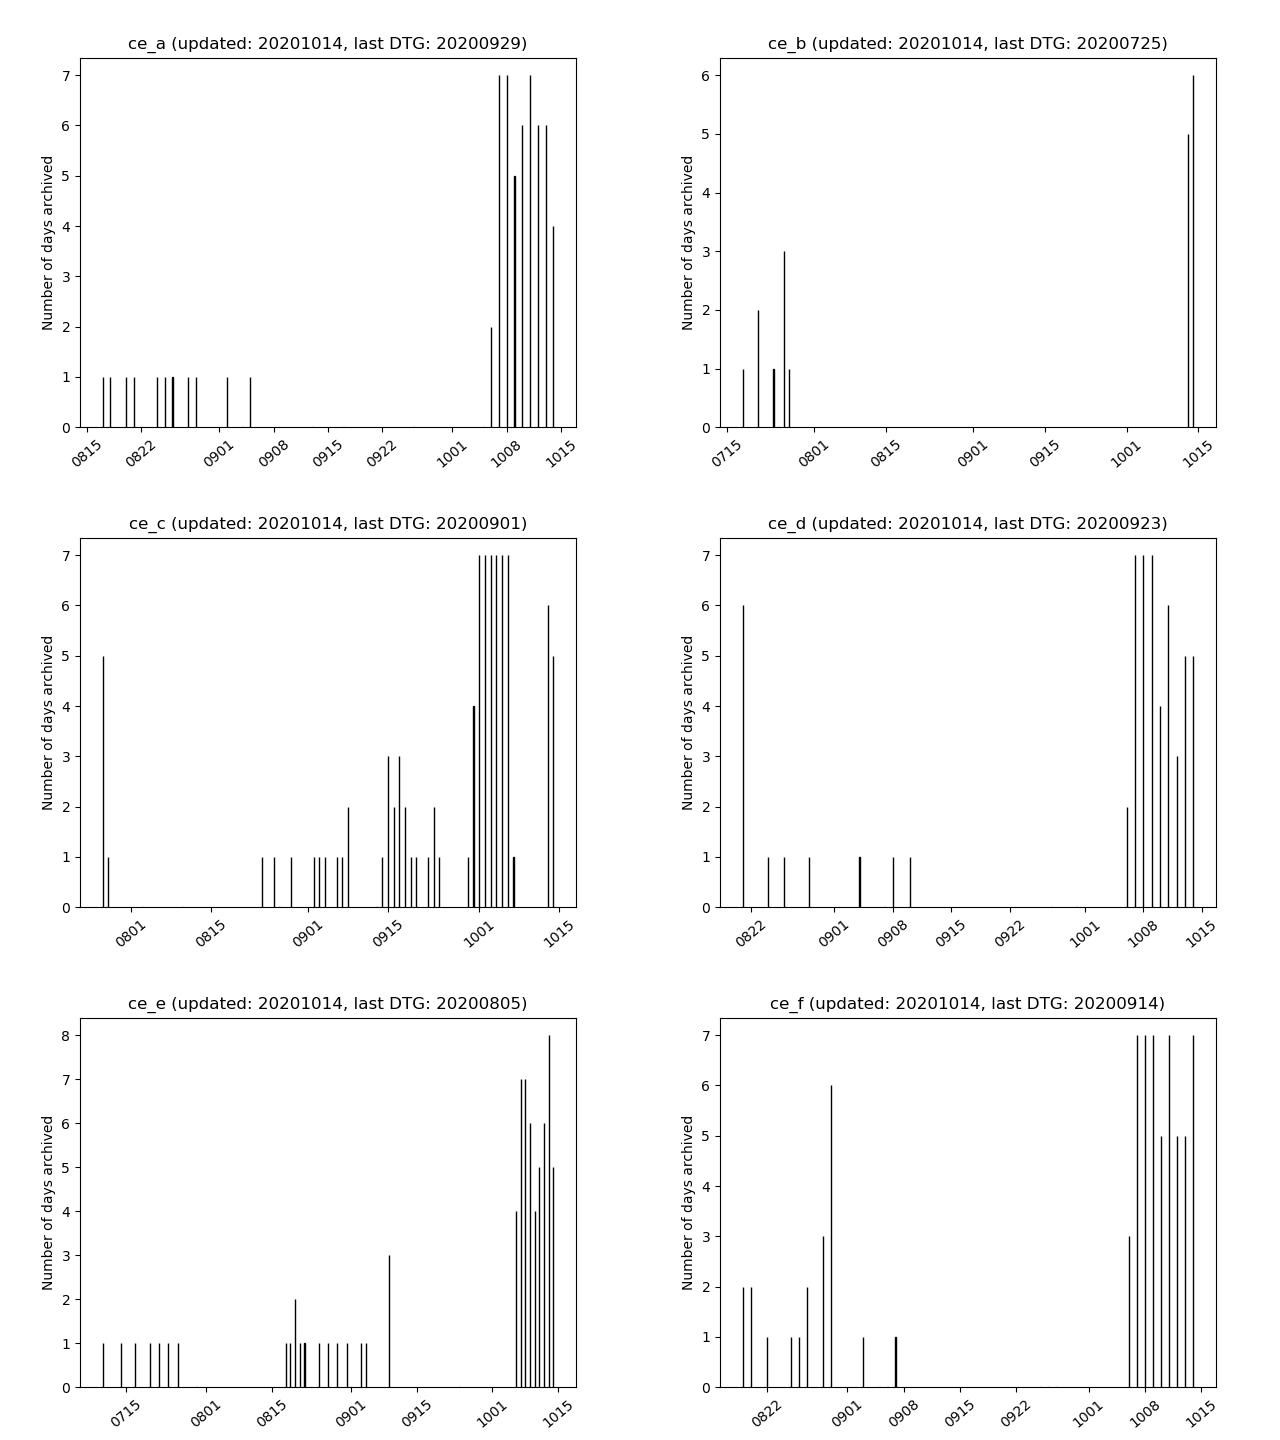 ce_a (updated: 20201014, last DTG: 20200929)
Number of days archived
7
6
5
4
3
2
1
0
0815 0822 0901 0908 0915 0922 1001 1008 1015
ce_b (updated: 20201014, last DTG: 20200725)
Number of days archived
6
5
4
3
2
1
0
0715 0801 0815 0901 0915 1001 1015
ce_c (updated: 20201014, last DTG: 20200901)
Number of days archived
7
6
5
4
3
2
1
0
0801 0815 0901 0915 1001 1015
ce_d (updated: 20201014, last DTG: 20200923)
Number of days archived
7
6
5
4
3
2
1
0
0822 0901 0908 0915 0922 1001 1008 1015
ce_e (updated: 20201014, last DTG: 20200805)
Number of days archived
8
7
6
5
4
3
2
1
0
0715 0801 0815 0901 0915 1001 1015
ce_f (updated: 20201014, last DTG: 20200914)
Number of days archived
7
6
5
4
3
2
1
0
0822 0901 0908 0915 0922 1001 1008 1015